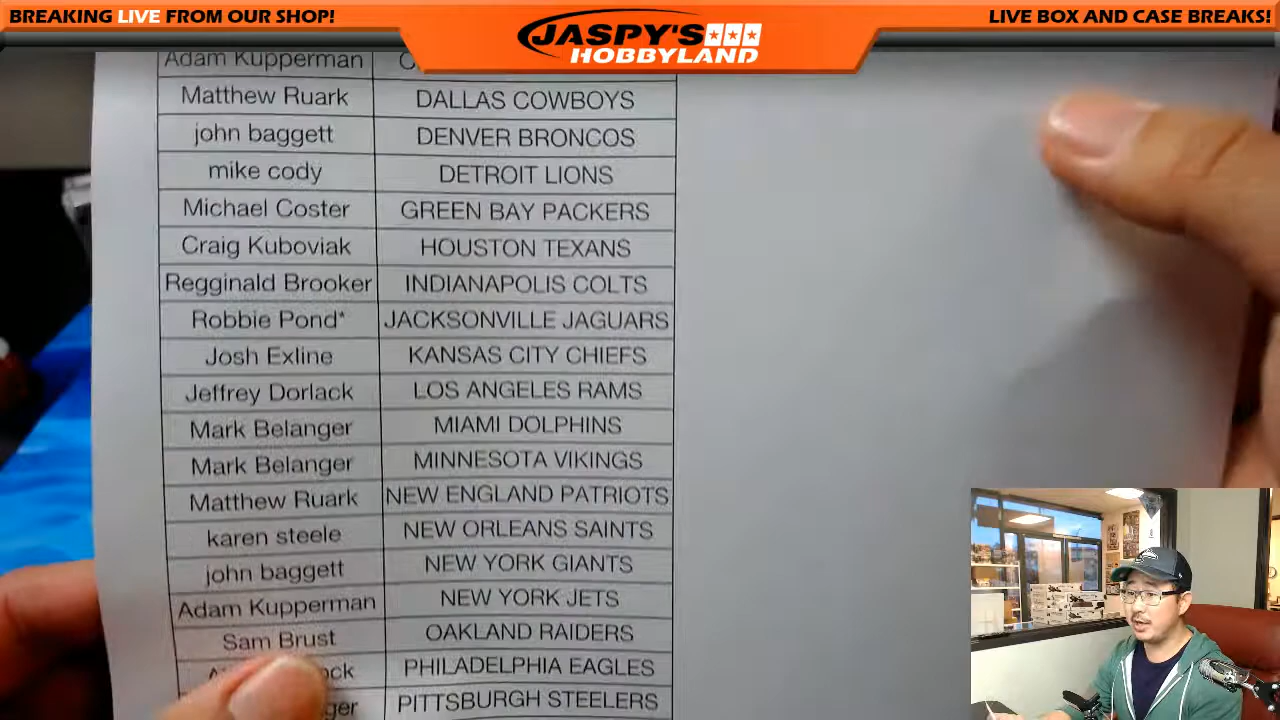 BREAKING LIVE FROM OUR SHOP!
JASPY'S
HOBBYLAND
LIVE BOX AND CASE BREAKS!
Adam Kupperman
Matthew Ruark DALLAS COWBOYS
john baggett DENVER BRONCOS
mike cody DETROIT LIONS
Michael Coster GREEN BAY PACKERS
Craig Kuboviak HOUSTON TEXANS
Regginald Brooker INDIANAPOLIS COLTS
Robbie Pond* JACKSONVILLE JAGUARS
Josh Exline KANSAS CITY CHIEFS
Jeffrey Dorlack LOS ANGELES RAMS
Mark Belanger MIAMI DOLPHINS
Mark Belanger MINNESOTA VIKINGS
Matthew Ruark NEW ENGLAND PATRIOTS
karen steele NEW ORLEANS SAINTS
john baggett NEW YORK GIANTS
Adam Kupperman NEW YORK JETS
Sam Brust OAKLAND RAIDERS
PHILADELPHIA EAGLES
PITTSBURGH STEELERS